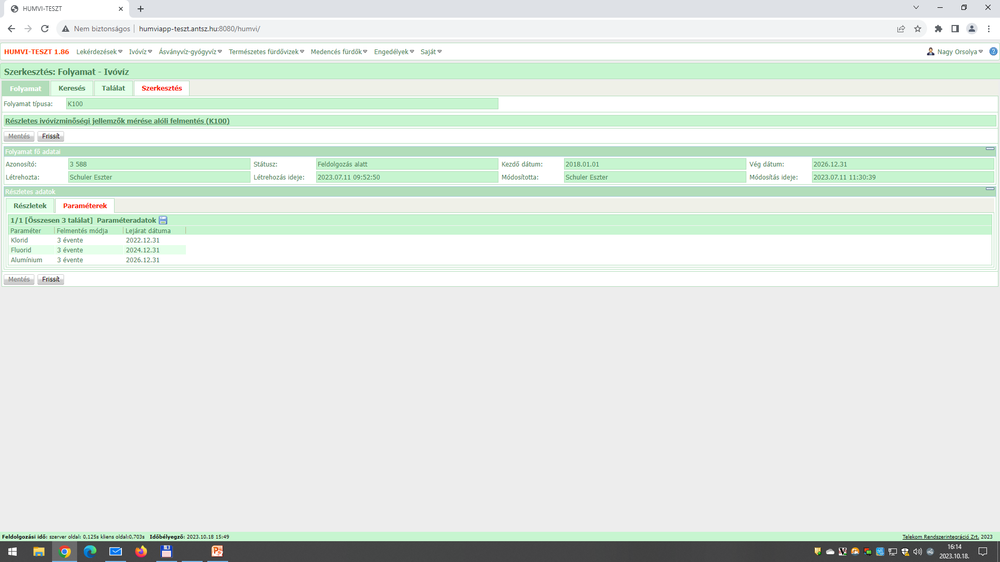 HUMVI-TESZT
Nem biztonságos humviapp-teszt.antsz.hu:8080/humvi/
HUMVI-TESZT 1.86 Lekérdezések Ivóvíz Ásványvíz-gyógyvíz Természetes fürdővizek Medencés fürdők Engedélyek Saját Nagy Orsolya
Szerkesztés: Folyamat - Ivóvíz
Folyamat Keresés Találat Szerkesztés
Folyamat típusa: K100
Részletes ivóvízminőségi jellemzők mérése alóli felmentés (K100)
Mentés Frissít
Folyamat fő adatai
Azonosító: 3 588 Státusz: Feldolgozás alatt Kezdő dátum: 2018.01.01 Vég dátum: 2026.12.31
Létrehozta: Schuler Eszter Létrehozás ideje: 2023.07.11 09:52:50 Módosította: Schuler Eszter Módosítás ideje: 2023.07.11 11:30:39
Részletes adatok
Részletek Paraméterek
1/1 [Összesen 3 találat] Paraméteradatok
Paraméter Felmentés módja Lejárat dátuma
Klorid 3 évente 2022.12.31
Fluorid 3 évente 2024.12.31
Alumínium 3 évente 2026.12.31
Mentés Frissít
Feldolgozási idő: szerver oldal: 0,125s kliens oldal:0,703s Időbélyegző: 2023.10.18 15:49 Telekom Rendszerintegráció Zrt. 2023
16:14
2023.10.18.